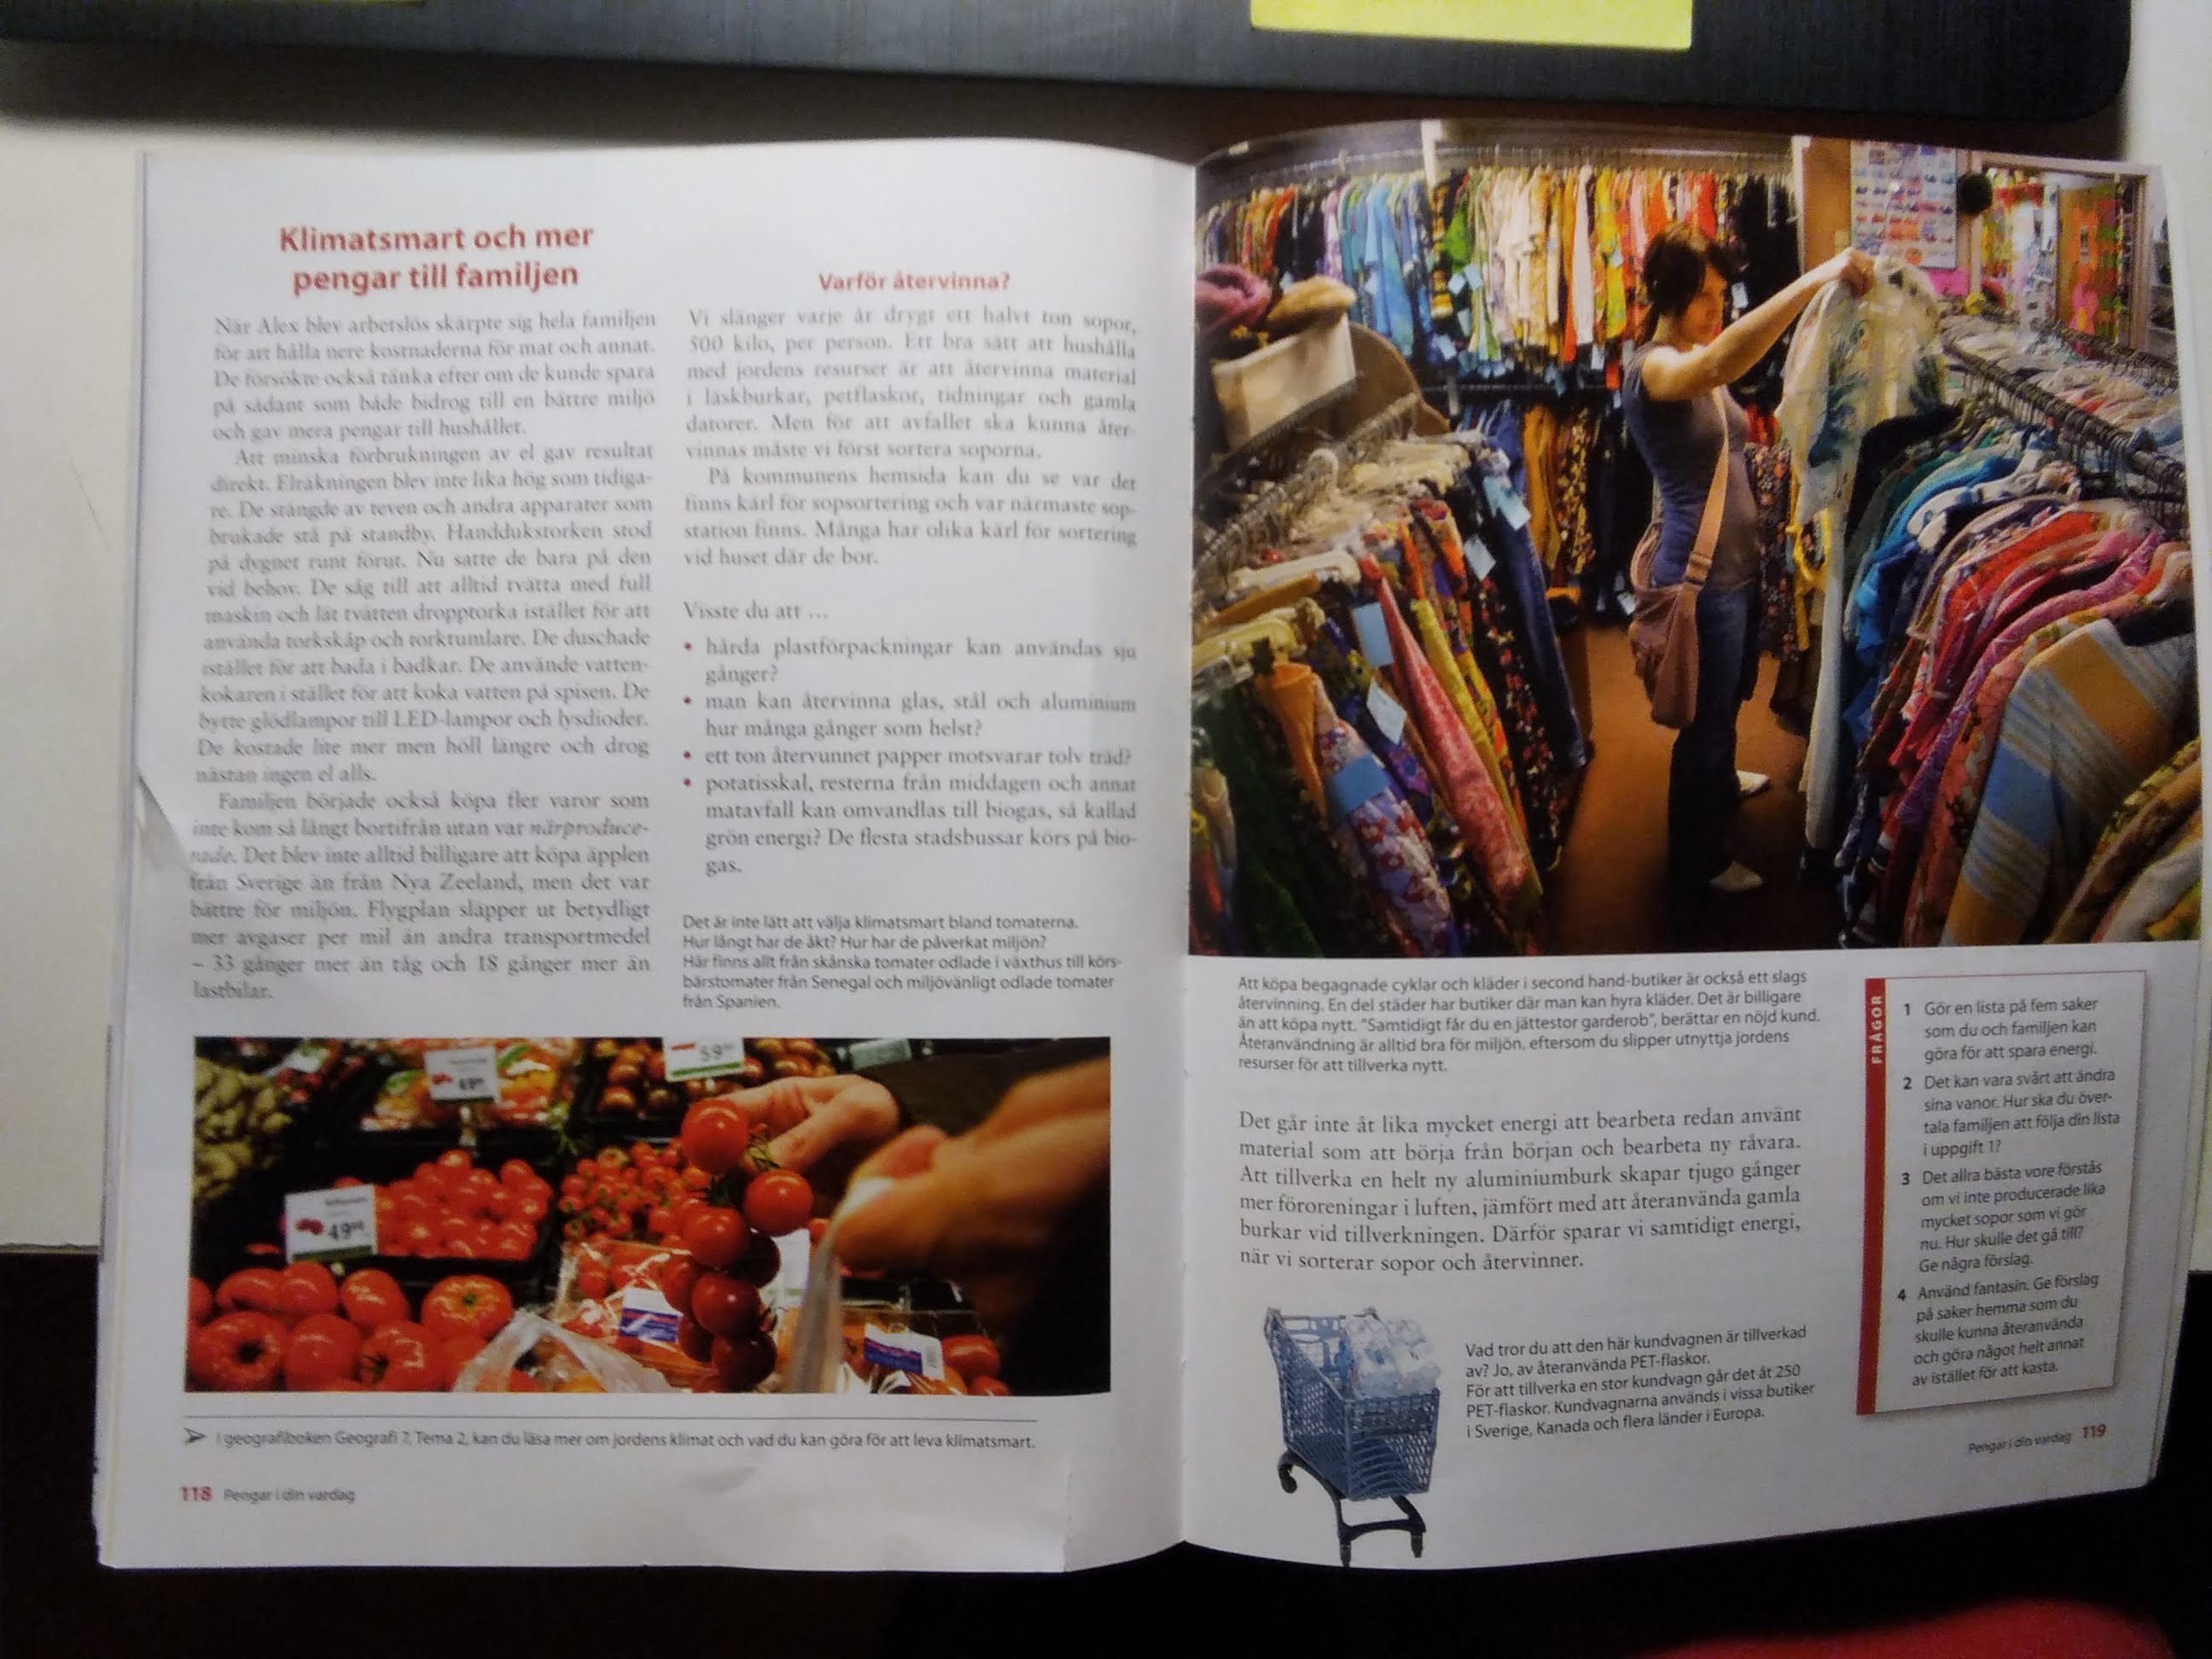 Klimatsmart och mer
pengar till familjen
När Alex blev arbetslös skärpte sig hela familjen
för att hålla nere kostnaderna för mat och annat.
De försökte också tänka efter om de kunde spara
på sådant som både bidrog till en bättre miljö
och gav mera pengar till hushållet.
Att minska förbrukningen av el gav resultat
direkt. Elräkningen blev inte lika hög som tidiga-
re. De stängde av teven och andra apparater som
brukade stå på standby. Handdukstorken stod
på dygnet runt förut. Nu satte de bara på den
vid behov. De såg till att alltid tvätta med full
maskin och lät tvätten dropptorka istället för att
använda torkskåp och torktumlare. De duschade
istället för att bada i badkar. De använde vatten-
kokaren i stället för att koka vatten på spisen. De
bytte glödlampor till LED-lampor och lysdioder.
De kostade lite mer men höll längre och drog
nästan ingen el alls.
Familjen började också köpa fler varor som
inte kom så långt bortifrån utan var närproduce-
rade. Det blev inte alltid billigare att köpa äpplen
från Sverige än från Nya Zeeland, men det var
bättre för miljön. Flygplan släpper ut betydligt
mer avgaser per mil än andra transportmedel
– 33 gånger mer än tåg och 18 gånger mer än
lastbilar.
Varför återvinna?
Vi slänger varje år drygt ett halvt ton sopor,
500 kilo, per person. Ett bra sätt att hushålla
med jordens resurser är att återvinna material
i läskburkar, petflaskor, tidningar och gamla
datorer. Men för att avfallet ska kunna åter-
vinnas måste vi först sortera soporna.
På kommunens hemsida kan du se var det
finns kärl för sopsortering och var närmaste sop-
station finns. Många har olika kärl för sortering
vid huset där de bor.
Visste du att ...
• hårda plastförpackningar kan användas sju
gånger?
• man kan återvinna glas, stål och aluminium
hur många gånger som helst?
• ett ton återvunnet papper motsvarar tolv träd?
• potatisskal, resterna från middagen och annat
matavfall kan omvandlas till biogas, så kallad
grön energi? De flesta stadsbussar körs på bio-
gas.
Det är inte lätt att välja klimatsmart bland tomaterna.
Hur långt har de åkt? Hur har de påverkat miljön?
Här finns allt från skånska tomater odlade i växthus till körs-
bärstomater från Senegal och miljövänligt odlade tomater
från Spanien.
59
49
➢ I geografiboken Geografi 7, Tema 2, kan du läsa mer om jordens klimat och vad du kan göra för att leva klimatsmart.
118 Pengar i din vardag
Att köpa begagnade cyklar och kläder i second hand-butiker är också ett slags
återvinning. En del städer har butiker där man kan hyra kläder. Det är billigare
än att köpa nytt. "Samtidigt får du en jättestor garderob", berättar en nöjd kund.
Återanvändning är alltid bra för miljön, eftersom du slipper utnyttja jordens
resurser för att tillverka nytt.
Det går inte åt lika mycket energi att bearbeta redan använt
material som att börja från början och bearbeta ny råvara.
Att tillverka en helt ny aluminiumburk skapar tjugo gånger
mer föroreningar i luften, jämfört med att återanvända gamla
burkar vid tillverkningen. Därför sparar vi samtidigt energi,
när vi sorterar sopor och återvinner.
Vad tror du att den här kundvagnen är tillverkad
av? Jo, av återanvända PET-flaskor.
För att tillverka en stor kundvagn går det åt 250
PET-flaskor. Kundvagnarna används i vissa butiker
i Sverige, Kanada och flera länder i Europa.
FRÅGOR
1 Gör en lista på fem saker
som du och familjen kan
göra för att spara energi.
2 Det kan vara svårt att ändra
sina vanor. Hur ska du över-
tala familjen att följa din lista
i uppgift 1?
3 Det allra bästa vore förstås
om vi inte producerade lika
mycket sopor som vi gör
nu. Hur skulle det gå till?
Ge några förslag.
4 Använd fantasin. Ge förslag
på saker hemma som du
skulle kunna återanvända
och göra något helt annat
av istället för att kasta.
Pengar i din vardag 119